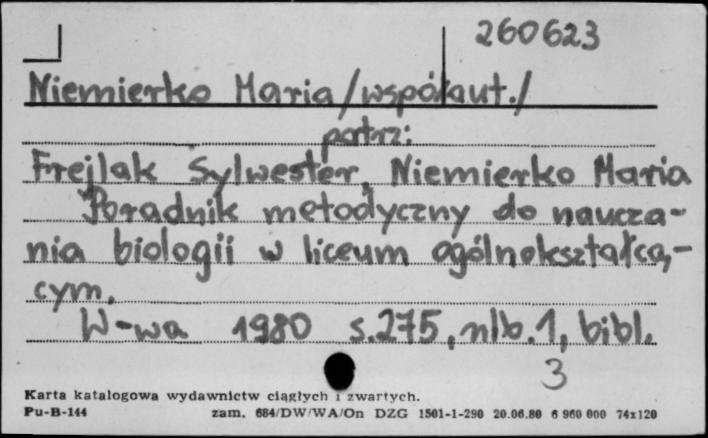 260623
Niemierko Maria /współaut./
patrz:
Frejlak Sylwester, Niemierko Maria
Poradnik metodyczny do naucza-
nia biologii w liceum ogólnokształcą-
cym.
W-wa 1980 s.275, nlb.1, bibl.
3
Karta katalogowa wydawnictw ciągłych i zwartych.
Pu-B-144 zam. 684/DW/WA/On DZG 1501-1-290 20.06.80 6 960 000 74x120